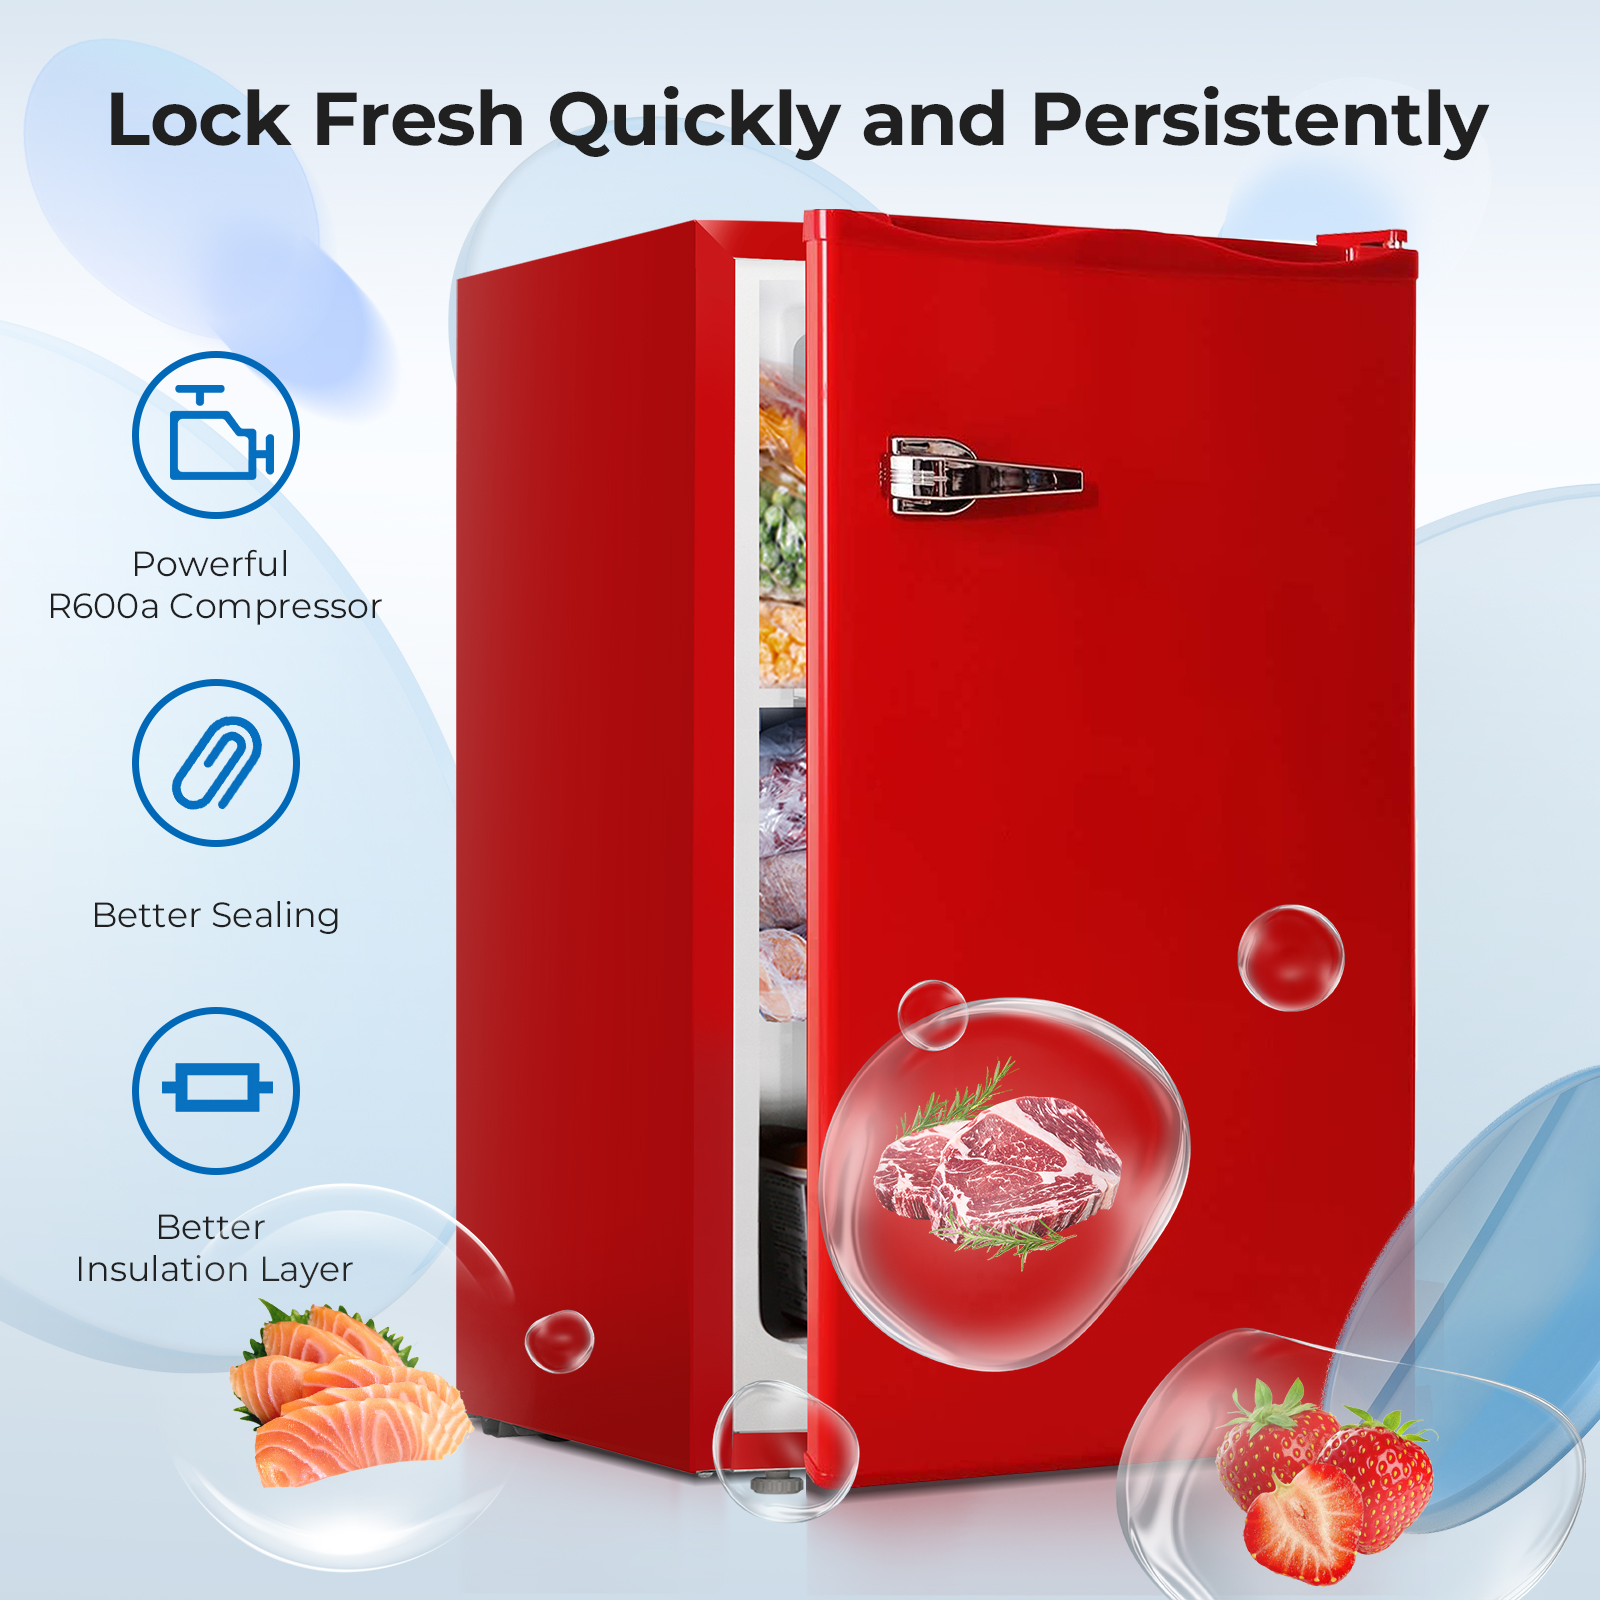 Lock Fresh Quickly and Persistently
Powerful
R600a Compressor
Better Sealing
Better
Insulation Layer